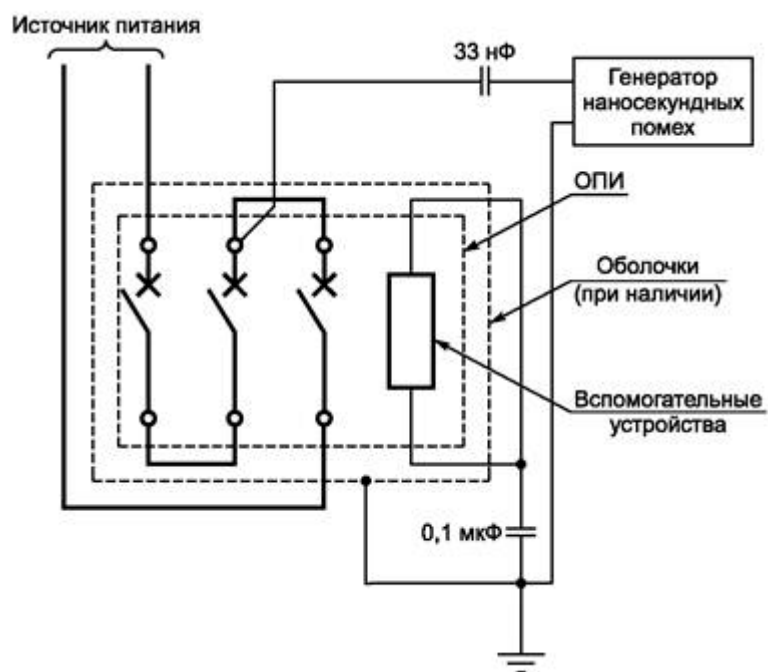 Источник питания
33 нФ
Генератор
наносекундных
помех
ОПИ
Оболочки
(при наличии)
Вспомогательные
устройства
0,1 мкФ